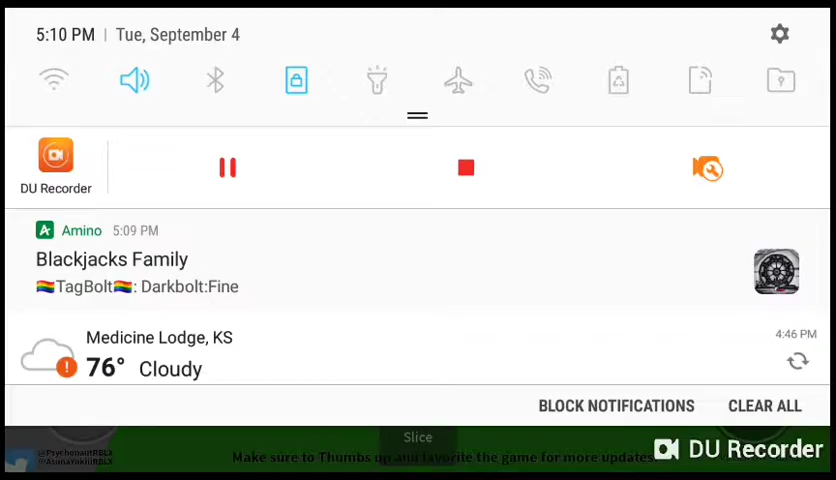 5:10 PM | Tue, September 4
DU Recorder
Amino 5:09 PM
Blackjacks Family
🏳️‍🌈TagBolt🏳️‍🌈: Darkbolt:Fine
Medicine Lodge, KS
4:46 PM
76° Cloudy
BLOCK NOTIFICATIONS CLEAR ALL
Slice
DU Recorder
@PsychonautRBLX
@AsunaYukiiRBLX
Make sure to Thumbs up and favorite the game for more updates